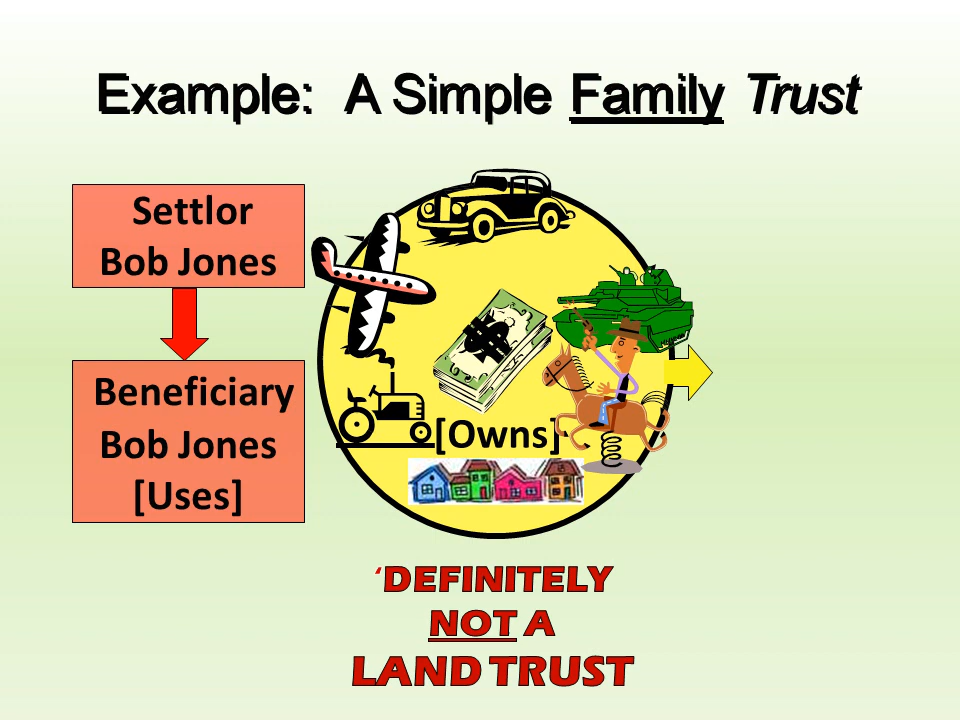 Example: A Simple Family Trust
Settlor
Bob Jones
Beneficiary
Bob Jones
[Uses]
[Owns]
‘DEFINITELY
NOT A
LAND TRUST